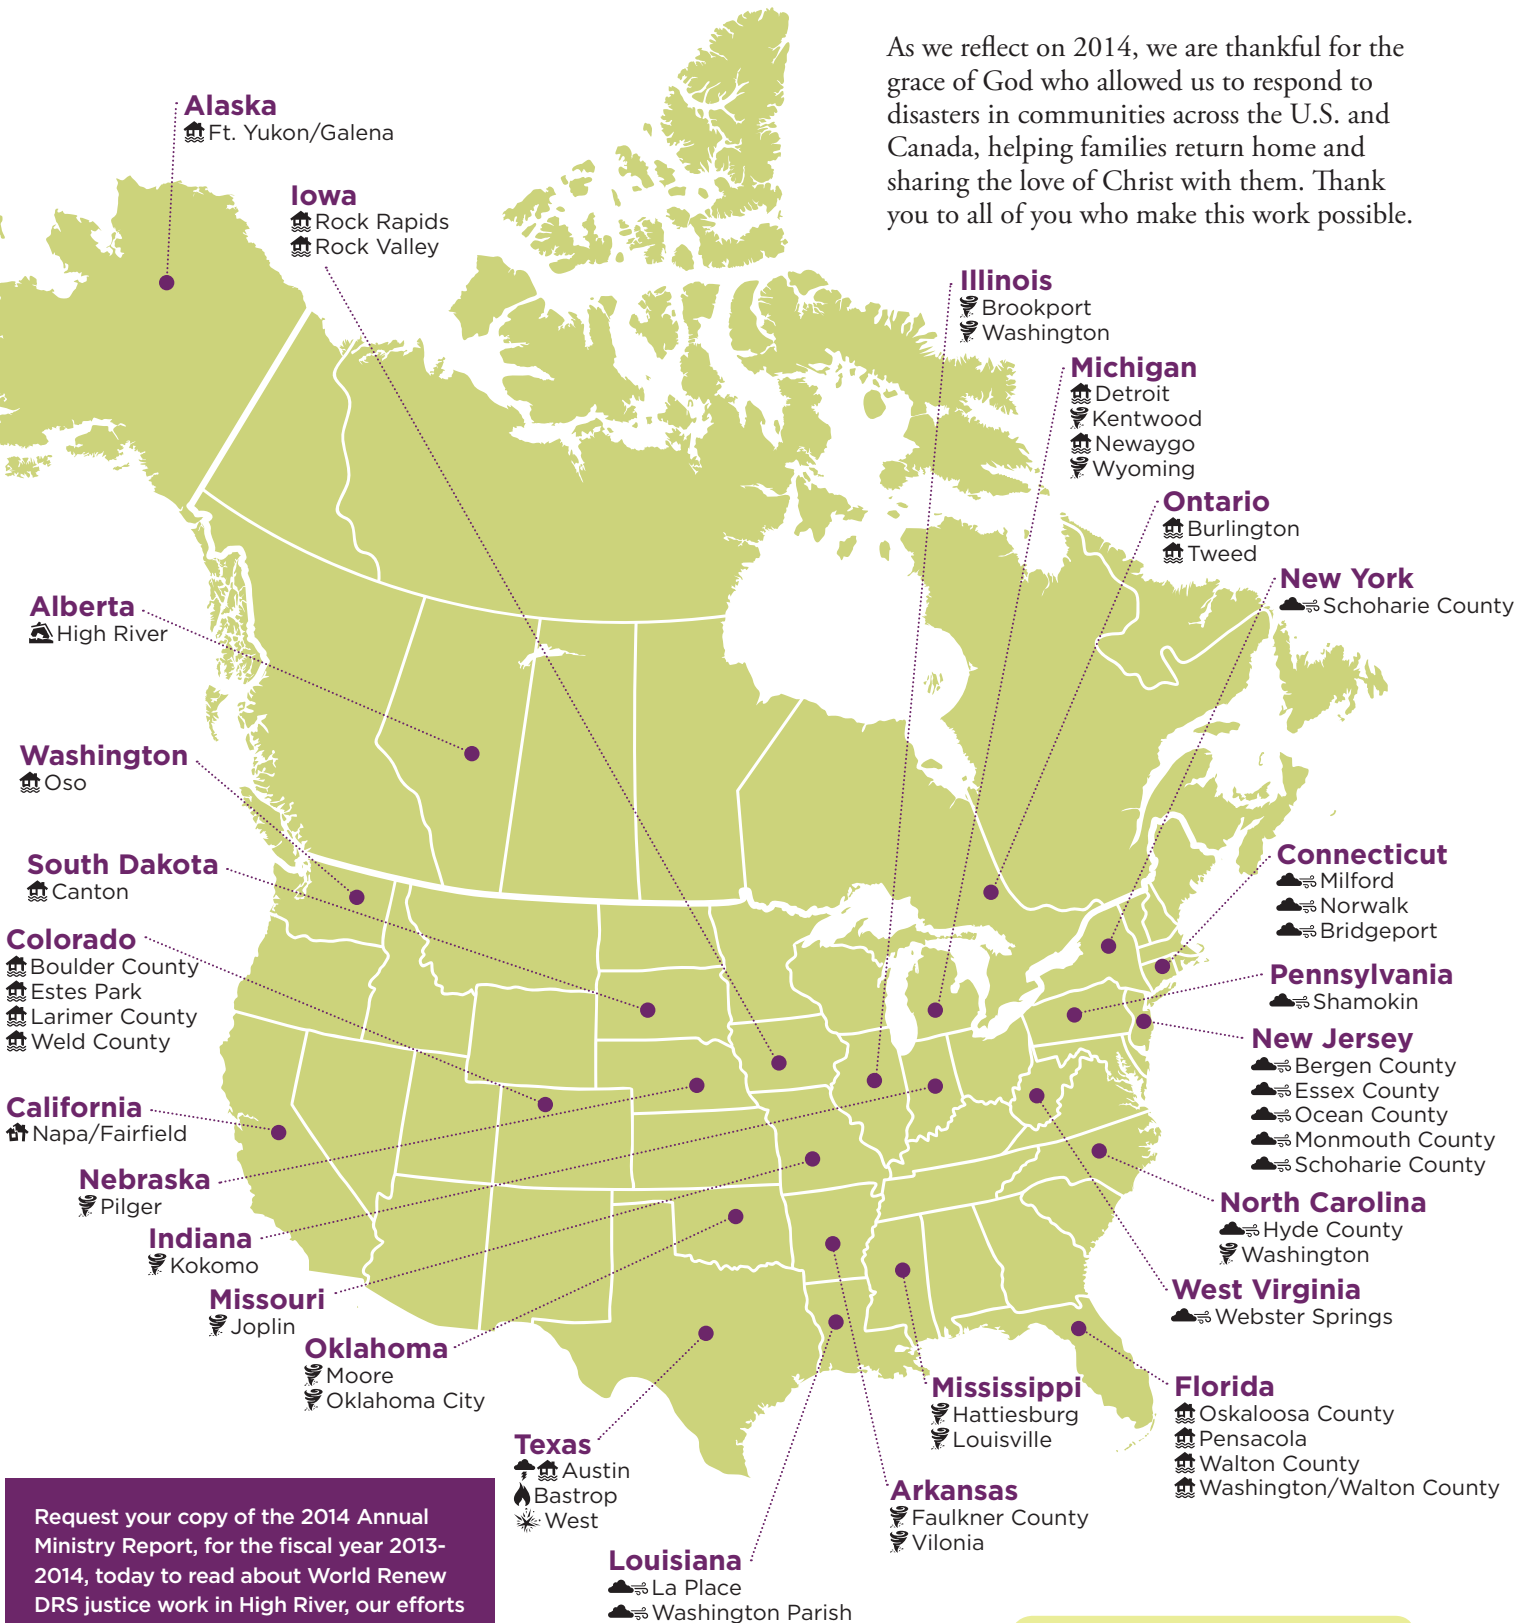 As we reflect on 2014, we are thankful for the
grace of God who allowed us to respond to
disasters in communities across the U.S. and
Canada, helping families return home and
sharing the love of Christ with them. Thank
you to all of you who make this work possible.
Alaska
Ft. Yukon/Galena
Iowa
Rock Rapids
Rock Valley
Illinois
Brookport
Washington
Michigan
Detroit
Kentwood
Newaygo
Wyoming
Ontario
Burlington
Tweed
New York
Schoharie County
Alberta
High River
Washington
Oso
South Dakota
Canton
Colorado
Boulder County
Estes Park
Larimer County
Weld County
California
Napa/Fairfield
Nebraska
Pilger
Indiana
Kokomo
Missouri
Joplin
Oklahoma
Moore
Oklahoma City
Texas
Austin
Bastrop
West
Louisiana
La Place
Washington Parish
Arkansas
Faulkner County
Vilonia
Mississippi
Hattiesburg
Louisville
Florida
Oskaloosa County
Pensacola
Walton County
Washington/Walton County
West Virginia
Webster Springs
North Carolina
Hyde County
Washington
New Jersey
Bergen County
Essex County
Ocean County
Monmouth County
Schoharie County
Pennsylvania
Shamokin
Connecticut
Milford
Norwalk
Bridgeport
Request your copy of the 2014 Annual
Ministry Report, for the fiscal year 2013-
2014, today to read about World Renew
DRS justice work in High River, our efforts